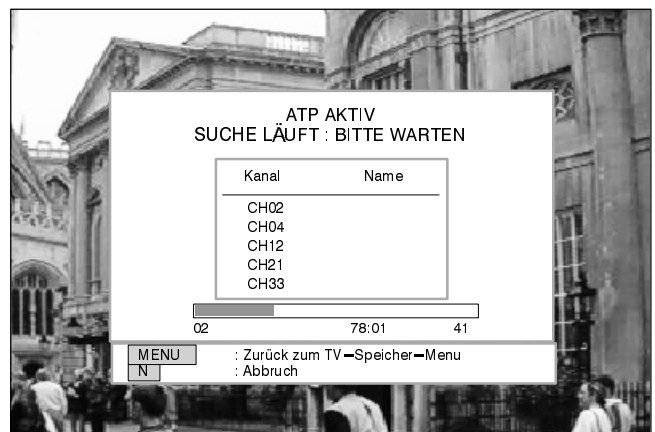 ATP AKTIV
SUCHE LÄUFT : BITTE WARTEN
Kanal Name
CH02
CH04
CH12
CH21
CH33
02 78:01 41
MENU : Zurück zum TV-Speicher-Menu
N : Abbruch